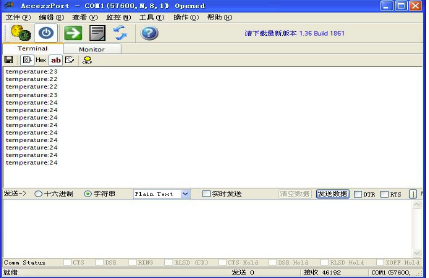 AccessPort - COM1(57600,N,8,1) Opened
文件(F) 编辑(E) 查看(V) 监控(M) 工具(T) 操作(O) 帮助(H)
请下载最新版本 1.36 Build 1861
Terminal Monitor
Hex ab
temperature:23
temperature:22
temperature:22
temperature:23
temperature:24
temperature:24
temperature:24
temperature:24
temperature:24
temperature:24
temperature:24
temperature:24
temperature:24
发送-> 十六进制 字符串 Plain Text 实时发送 清空数据 发送数据 DTR RTS
Comm Status CTS DSR RING RLSD (CD) CTS Hold DSR Hold RLSD Hold XOFF Hold
就绪 发送 0 接收 46182 COM1(57600,